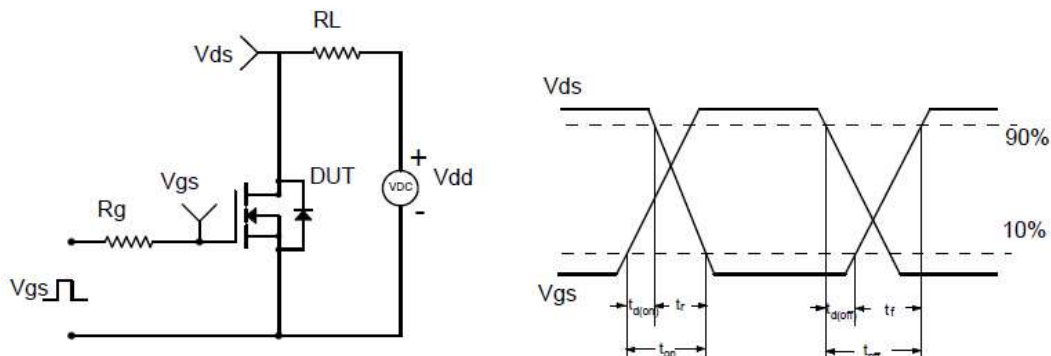 RL
Vds
Vgs
DUT
+
VDC
Vdd
-
Rg
Vgs
Vds
90%
10%
Vgs
td(on)
tr
td(off)
tf
ton
toff